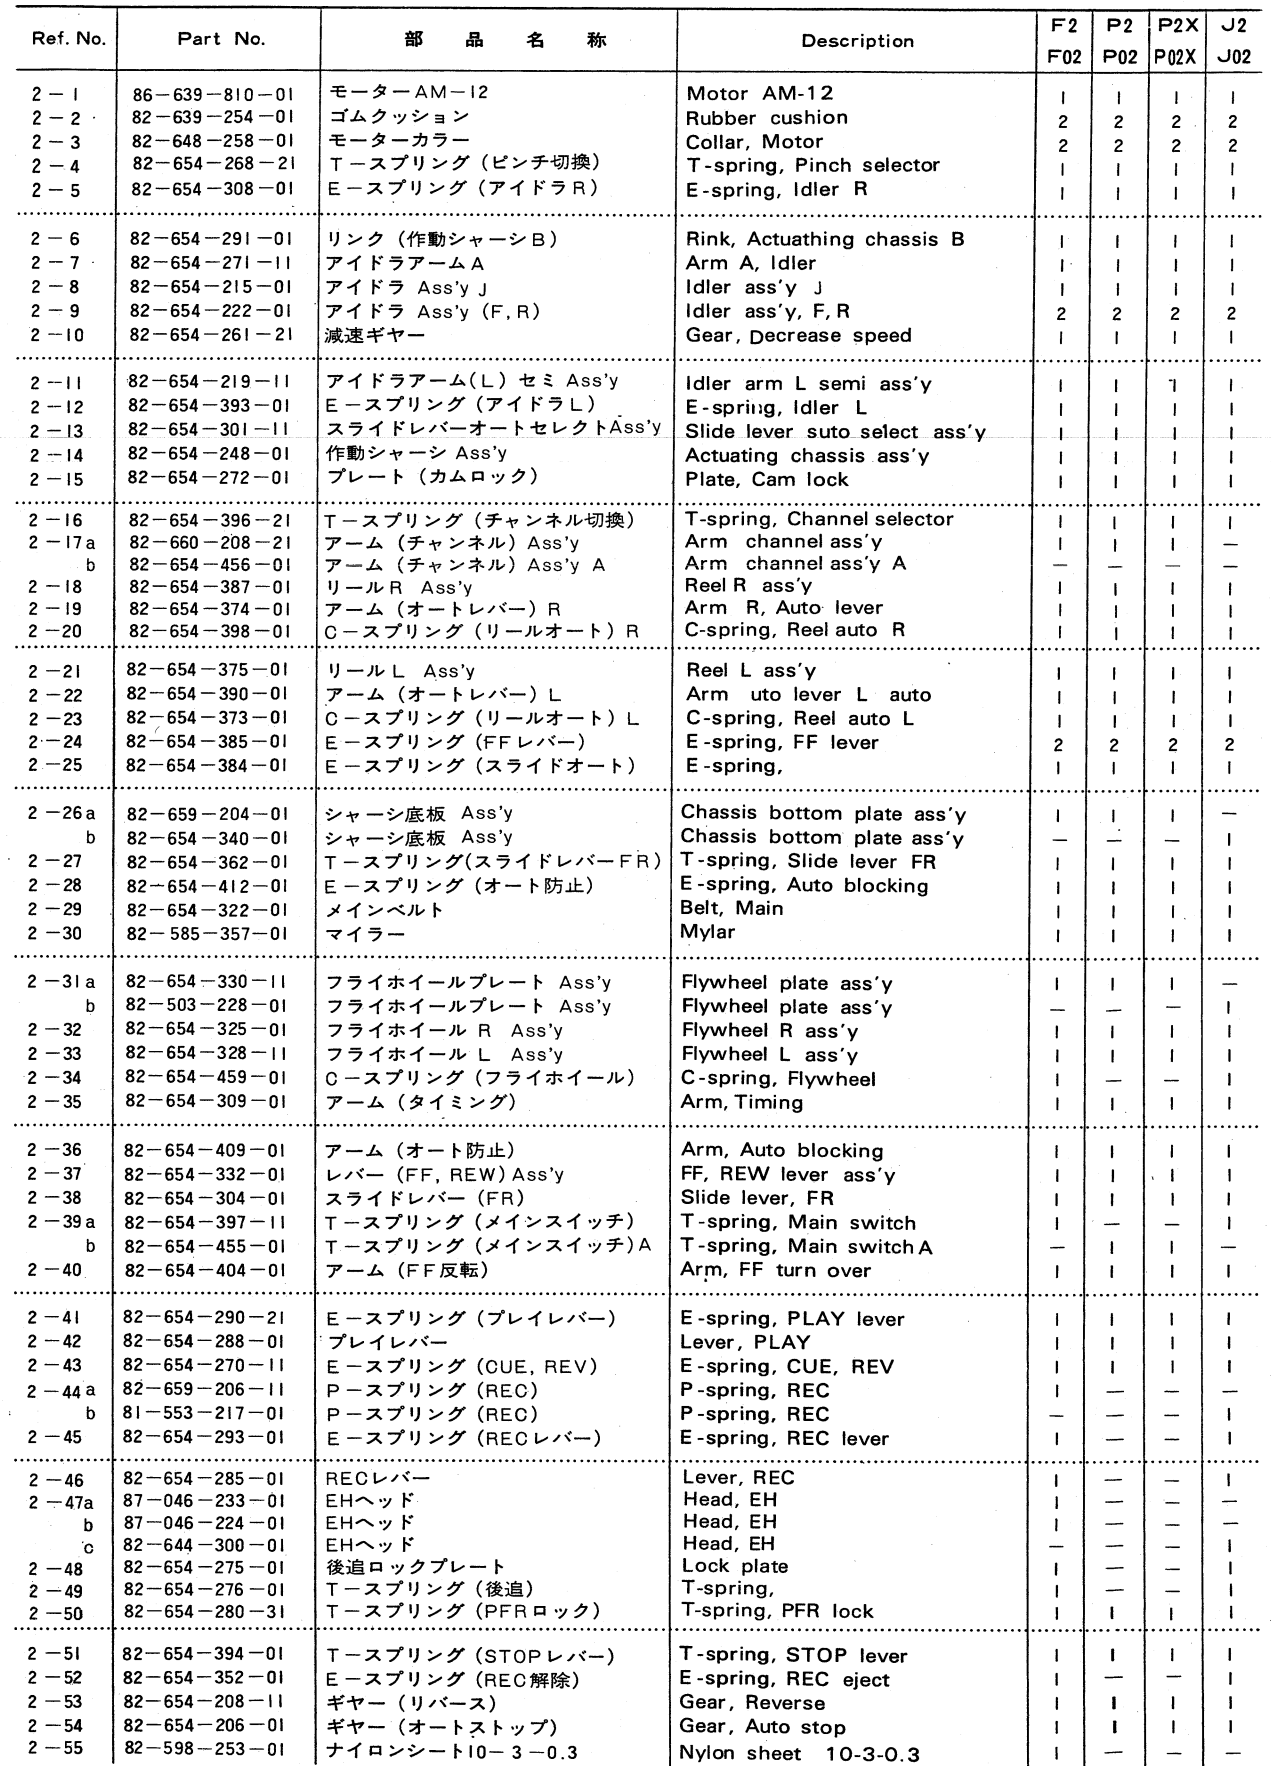 Ref. No. Part No. 部 品 名 称 Description F2 F02 P2 P02 P2X P02X J2 J02
2-1 86-639-810-01 モーターAM-12 Motor AM-12 1 1 1 1
2-2 82-639-254-01 ゴムクッション Rubber cushion 2 2 2 2
2-3 82-648-258-01 モーターカラー Collar, Motor 2 2 2 2
2-4 82-654-268-21 T-スプリング (ピンチ切換) T-spring, Pinch selector 1 1 1 1
2-5 82-654-308-01 E-スプリング (アイドラR) E-spring, Idler R 1 1 1 1
2-6 82-654-291-01 リンク (作動シャーシB) Rink, Actuathing chassis B 1 1 1 1
2-7 82-654-271-11 アイドラアームA Arm A, Idler 1 1 1 1
2-8 82-654-215-01 アイドラ Ass'y J Idler ass'y J 1 1 1 1
2-9 82-654-222-01 アイドラ Ass'y (F,R) Idler ass'y, F,R 2 2 2 2
2-10 82-654-261-21 減速ギヤー Gear, Decrease speed 1 1 1 1
2-11 82-654-219-11 アイドラアーム(L) セミ Ass'y Idler arm L semi ass'y 1 1 1 1
2-12 82-654-393-01 E-スプリング (アイドラL) E-spring, Idler L 1 1 1 1
2-13 82-654-301-11 スライドレバーオートセレクトAss'y Slide lever suto select ass'y 1 1 1 1
2-14 82-654-248-01 作動シャーシ Ass'y Actuating chassis ass'y 1 1 1 1
2-15 82-654-272-01 プレート (カムロック) Plate, Cam lock 1 1 1 1
2-16 82-654-396-21 T-スプリング (チャンネル切換) T-spring, Channel selector 1 1 1 1
2-17a 82-660-208-21 アーム (チャンネル) Ass'y Arm channel ass'y 1 1 1 —
b 82-654-456-01 アーム (チャンネル) Ass'y A Arm channel ass'y A — — — —
2-18 82-654-387-01 リールR Ass'y Reel R ass'y 1 1 1 1
2-19 82-654-374-01 アーム (オートレバー) R Arm R, Auto lever 1 1 1 1
2-20 82-654-398-01 C-スプリング (リールオート) R C-spring, Reel auto R 1 1 1 1
2-21 82-654-375-01 リールL Ass'y Reel L ass'y 1 1 1 1
2-22 82-654-390-01 アーム (オートレバー) L Arm uto lever L auto 1 1 1 1
2-23 82-654-373-01 C-スプリング (リールオート) L C-spring, Reel auto L 1 1 1 1
2-24 82-654-385-01 E-スプリング (FFレバー) E-spring, FF lever 2 2 2 2
2-25 82-654-384-01 E-スプリング (スライドオート) E-spring, 1 1 1 1
2-26a 82-659-204-01 シャーシ底板 Ass'y Chassis bottom plate ass'y 1 1 1 —
b 82-654-340-01 シャーシ底板 Ass'y Chassis bottom plate ass'y — — — 1
2-27 82-654-362-01 T-スプリング(スライドレバーFR) T-spring, Slide lever FR 1 1 1 1
2-28 82-654-412-01 E-スプリング (オート防止) E-spring, Auto blocking 1 1 1 1
2-29 82-654-322-01 メインベルト Belt, Main 1 1 1 1
2-30 82-585-357-01 マイラー Mylar 1 1 1 1
2-31a 82-654-330-11 フライホイールプレート Ass'y Flywheel plate ass'y 1 1 1 —
b 82-503-228-01 フライホイールプレート Ass'y Flywheel plate ass'y — — — 1
2-32 82-654-325-01 フライホイール R Ass'y Flywheel R ass'y 1 1 1 1
2-33 82-654-328-11 フライホイール L Ass'y Flywheel L ass'y 1 1 1 1
2-34 82-654-459-01 C-スプリング (フライホイール) C-spring, Flywheel 1 — — 1
2-35 82-654-309-01 アーム (タイミング) Arm, Timing 1 1 1 1
2-36 82-654-409-01 アーム (オート防止) Arm, Auto blocking 1 1 1 1
2-37 82-654-332-01 レバー (FF, REW) Ass'y FF, REW lever ass'y 1 1 1 1
2-38 82-654-304-01 スライドレバー (FR) Slide lever, FR 1 1 1 1
2-39a 82-654-397-11 T-スプリング (メインスイッチ) T-spring, Main switch 1 — — 1
b 82-654-455-01 T-スプリング (メインスイッチ)A T-spring, Main switch A — 1 1 —
2-40 82-654-404-01 アーム (FF反転) Arm, FF turn over 1 1 1 1
2-41 82-654-290-21 E-スプリング (プレイレバー) E-spring, PLAY lever 1 1 1 1
2-42 82-654-288-01 プレイレバー Lever, PLAY 1 1 1 1
2-43 82-654-270-11 E-スプリング (CUE, REV) E-spring, CUE, REV 1 1 1 1
2-44a 82-659-206-11 P-スプリング (REC) P-spring, REC 1 — — —
b 81-553-217-01 P-スプリング (REC) P-spring, REC — — — 1
2-45 82-654-293-01 E-スプリング (RECレバー) E-spring, REC lever 1 — — 1
2-46 82-654-285-01 RECレバー Lever, REC 1 — — 1
2-47a 87-046-233-01 EHヘッド Head, EH 1 — — —
b 87-046-224-01 EHヘッド Head, EH 1 — — —
c 82-644-300-01 EHヘッド Head, EH — — — 1
2-48 82-654-275-01 後追ロックプレート Lock plate 1 — — 1
2-49 82-654-276-01 T-スプリング (後追) T-spring, 1 — — 1
2-50 82-654-280-31 T-スプリング (PFRロック) T-spring, PFR lock 1 1 1 1
2-51 82-654-394-01 T-スプリング (STOPレバー) T-spring, STOP lever 1 1 1 1
2-52 82-654-352-01 E-スプリング (REC解除) E-spring, REC eject 1 — — 1
2-53 82-654-208-11 ギヤー (リバース) Gear, Reverse 1 1 1 1
2-54 82-654-206-01 ギヤー (オートストップ) Gear, Auto stop 1 1 1 1
2-55 82-598-253-01 ナイロンシート10-3-0.3 Nylon sheet 10-3-0.3 1 — — —